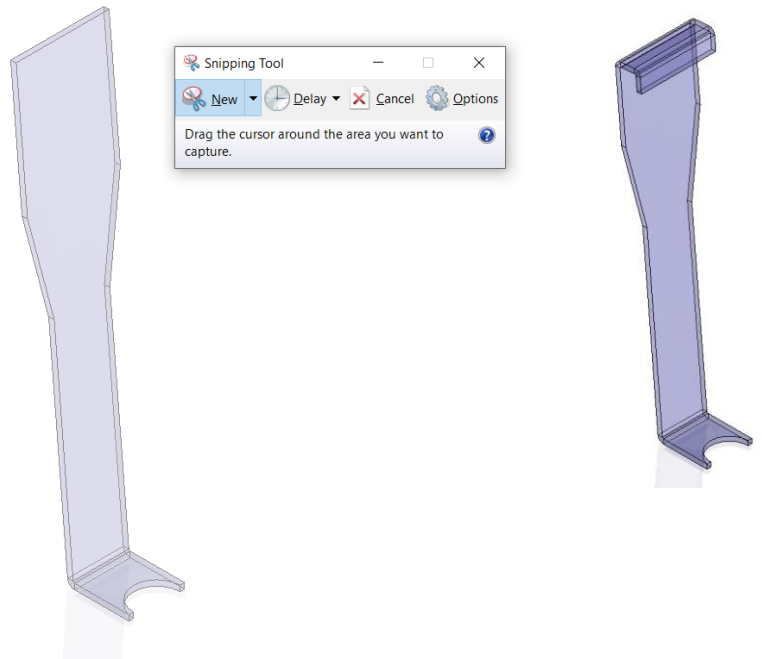 Snipping Tool
New Delay Cancel Options
Drag the cursor around the area you want to
capture.
?